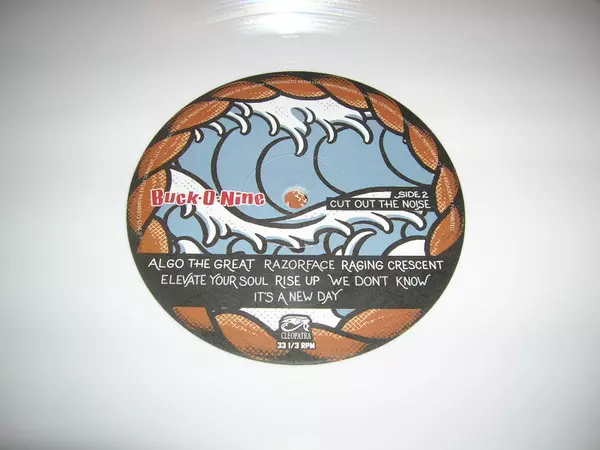 Buck-O-Nine
SIDE 2
CUT OUT THE NOISE
ALGO THE GREAT RAZORFACE RAGING CRESCENT
ELEVATE YOUR SOUL RISE UP WE DON'T KNOW
IT'S A NEW DAY
CLEOPATRA
33 1/3 RPM